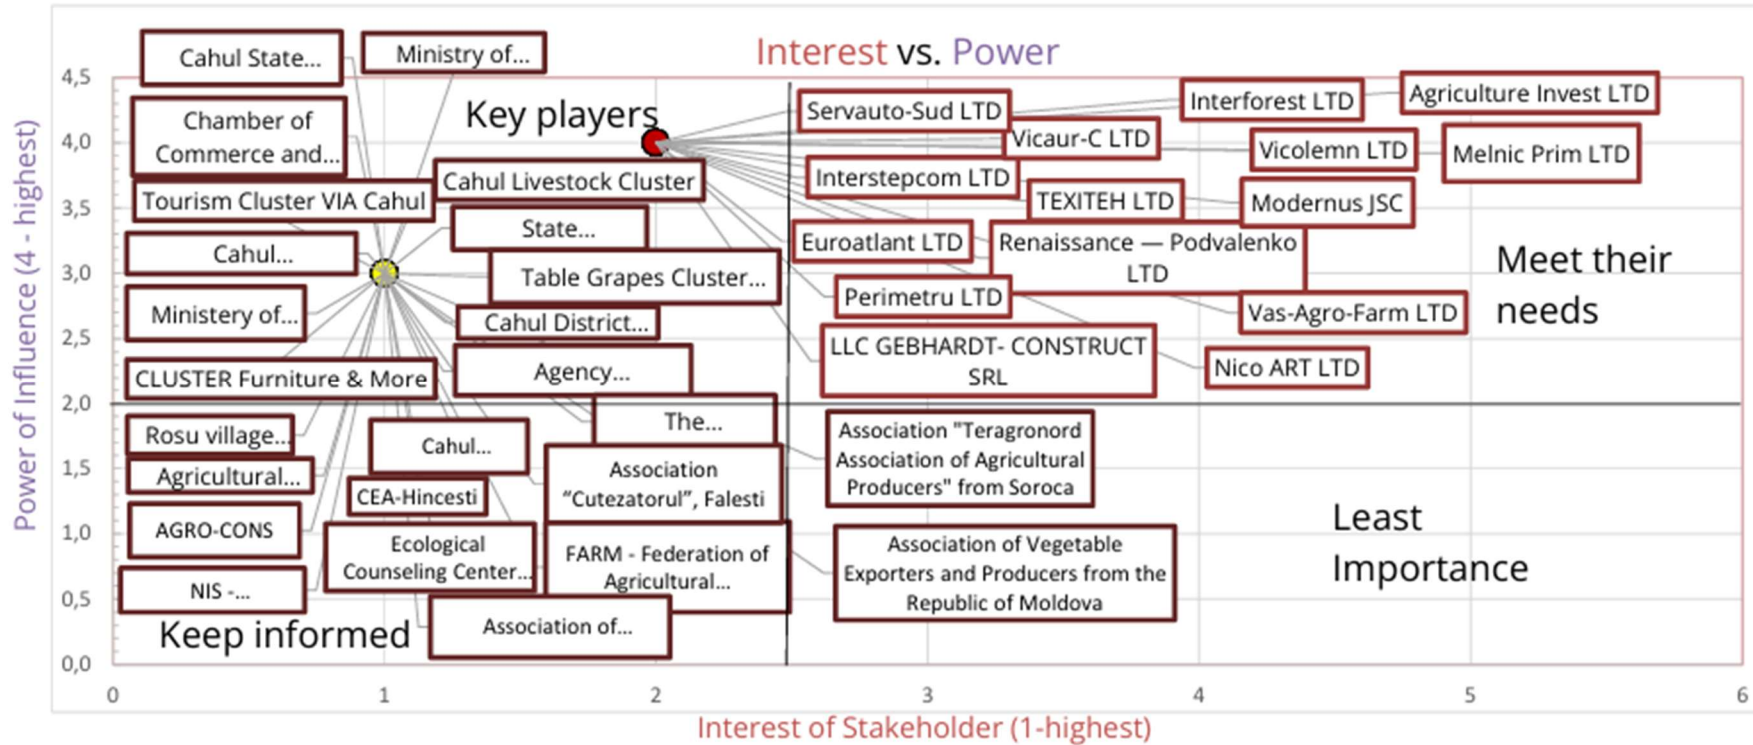 Interest vs. Power
Cahul State...
Ministry of...
Key players
Chamber of
Commerce and...
Tourism Cluster VIA Cahul
Cahul Livestock Cluster
State...
Cahul...
Table Grapes Cluster...
Ministery of...
Cahul District...
CLUSTER Furniture & More
Agency...
Servauto-Sud LTD
Interforest LTD
Agriculture Invest LTD
Vicaur-C LTD
Vicolemn LTD
Melnic Prim LTD
Interstepcom LTD
TEXITEH LTD
Modernus JSC
Euroatlant LTD
Renaissance — Podvalenko
LTD
Perimetru LTD
Vas-Agro-Farm LTD
LLC GEBHARDT- CONSTRUCT
SRL
Nico ART LTD
Meet their
needs
Rosu village...
Cahul...
The...
Agricultural...
CEA-Hincesti
Association
“Cutezatorul”, Falesti
AGRO-CONS
Ecological
Counseling Center...
FARM - Federation of
Agricultural...
NIS -...
Association of...
Keep informed
Association "Teragronord
Association of Agricultural
Producers" from Soroca
Association of Vegetable
Exporters and Producers from the
Republic of Moldova
Least
Importance
Power of Influence (4 - highest)
4,5
4,0
3,5
3,0
2,5
2,0
1,5
1,0
0,5
0,0
0 1 2 3 4 5 6
Interest of Stakeholder (1-highest)